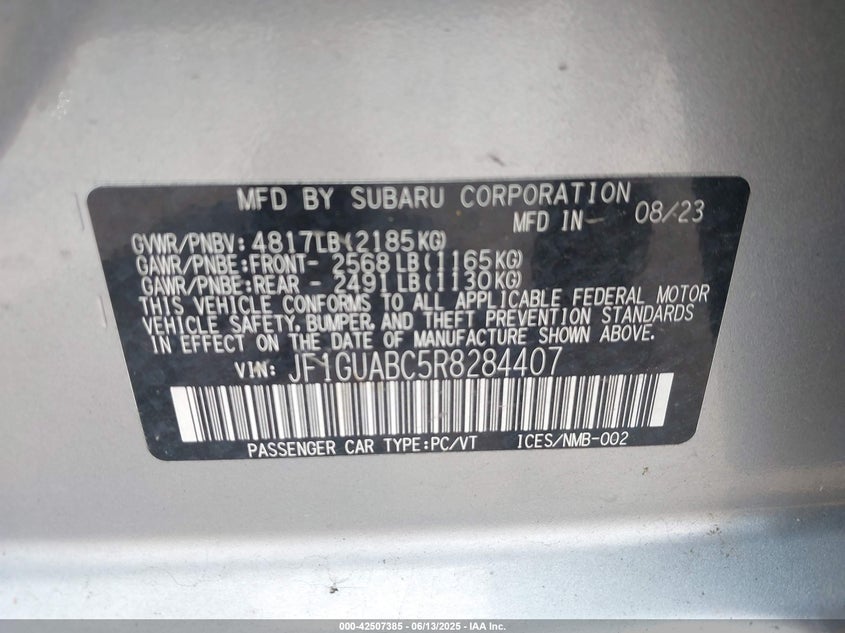 MFD BY SUBARU CORPORATION
MFD IN- 08/23
GVWR/PNBV: 4817LB(2185KG)
GAWR/PNBE:FRONT- 2568LB(1165KG)
GAWR/PNBE:REAR - 2491LB(1130KG)
THIS VEHICLE CONFORMS TO ALL APPLICABLE FEDERAL MOTOR
VEHICLE SAFETY, BUMPER, AND THEFT PREVENTION STANDARDS
IN EFFECT ON THE DATE OF MANUFACTURE SHOWN ABOVE.
VIN: JF1GUABC5R8284407
PASSENGER CAR TYPE:PC/VT ICES/NMB-002
000-42507385 - 06/13/2025 - IAA Inc.